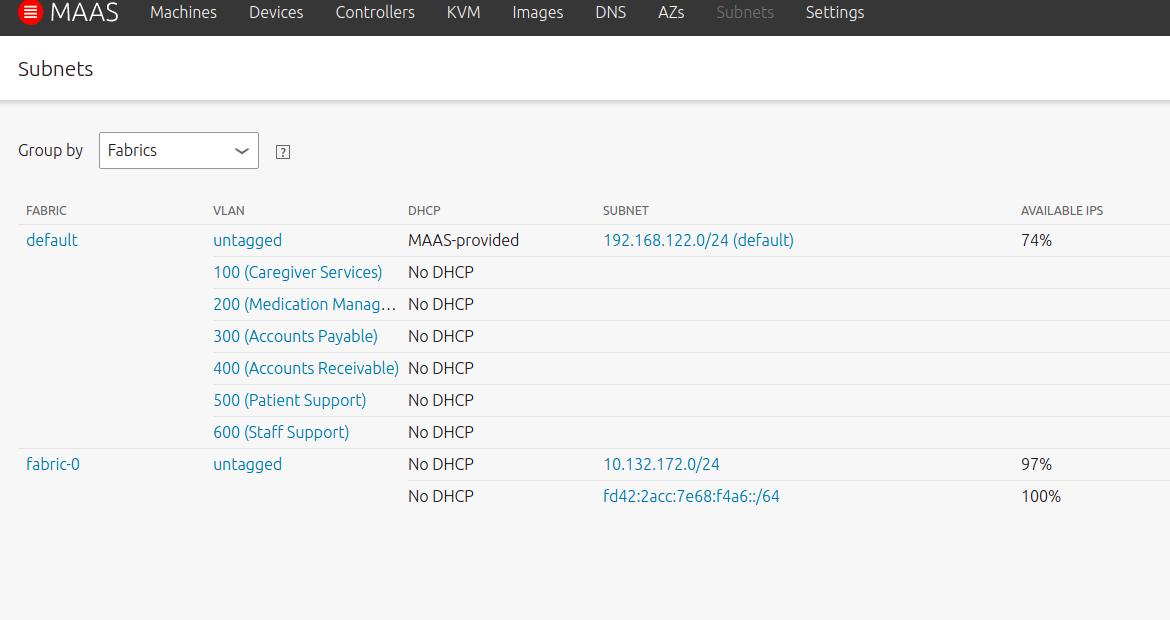 MAAS Machines Devices Controllers KVM Images DNS AZs Subnets Settings
Subnets
Group by Fabrics ?
FABRIC VLAN DHCP SUBNET AVAILABLE IPS
default untagged MAAS-provided 192.168.122.0/24 (default) 74%
100 (Caregiver Services) No DHCP
200 (Medication Manag... No DHCP
300 (Accounts Payable) No DHCP
400 (Accounts Receivable) No DHCP
500 (Patient Support) No DHCP
600 (Staff Support) No DHCP
fabric-0 untagged No DHCP 10.132.172.0/24 97%
No DHCP fd42:2acc:7e68:f4a6::/64 100%